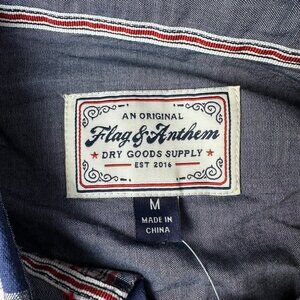 AN ORIGINAL
Flag & Anthem
★ DRY GOODS SUPPLY ★
EST 2016
M
MADE IN
CHINA